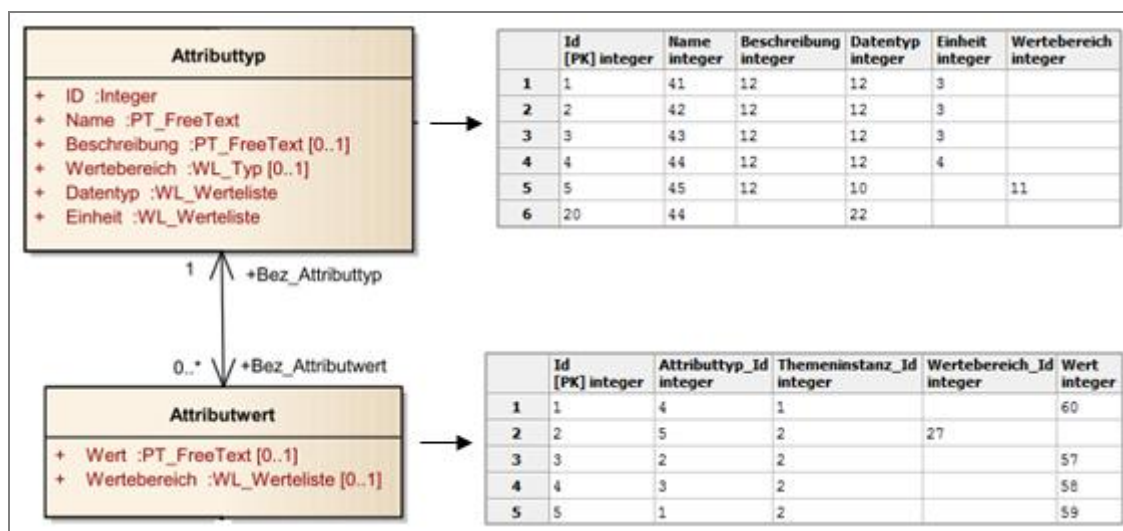 Attributtyp
+ ID :Integer
+ Name :PT_FreeText
+ Beschreibung :PT_FreeText [0..1]
+ Wertebereich :WL_Typ [0..1]
+ Datentyp :WL_Werteliste
+ Einheit :WL_Werteliste
Id Name Beschreibung Datentyp Einheit Wertebereich
[PK] integer integer integer integer integer integer
1 1 41 12 12 3
2 2 42 12 12 3
3 3 43 12 12 3
4 4 44 12 12 4
5 5 45 12 10 11
6 20 44 22
1 +Bez_Attributtyp
0..* +Bez_Attributwert
Attributwert
+ Wert :PT_FreeText [0..1]
+ Wertebereich :WL_Werteliste [0..1]
Id Attributtyp_Id Themeninstanz_Id Wertebereich_Id Wert
[PK] integer integer integer integer integer
1 1 4 1 60
2 2 5 2 27
3 3 2 2 57
4 4 3 2 58
5 5 1 2 59